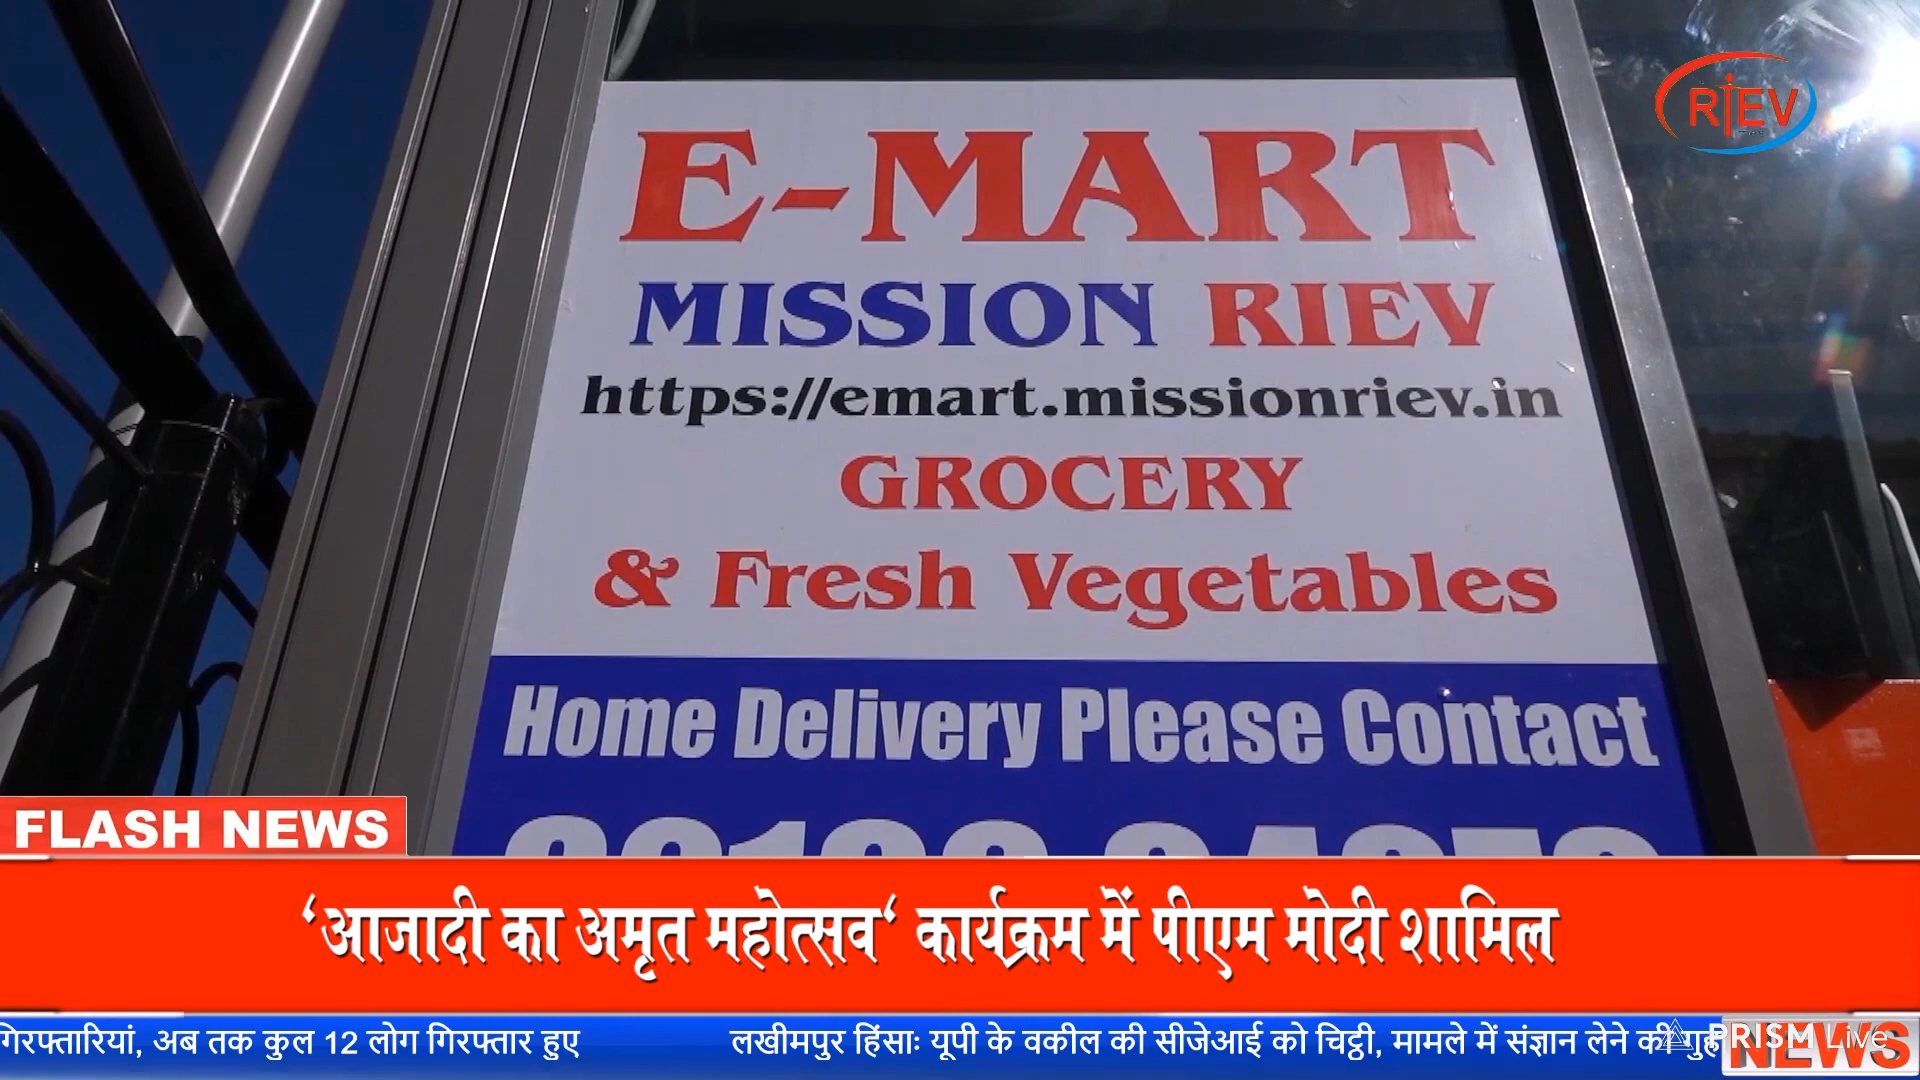 RIEV
E-MART
MISSION RIEV
https://emart.missionriev.in
GROCERY
& Fresh Vegetables
Home Delivery Please Contact
FLASH NEWS
‘आजादी का अमृत महोत्सव‘ कार्यक्रम में पीएम मोदी शामिल
गिरफ्तारियां, अब तक कुल 12 लोग गिरफ्तार हुए लखीमपुर हिंसाः यूपी के वकील की सीजेआई को चिट्ठी, मामले में संज्ञान लेने की
PRISM Live
NEWS